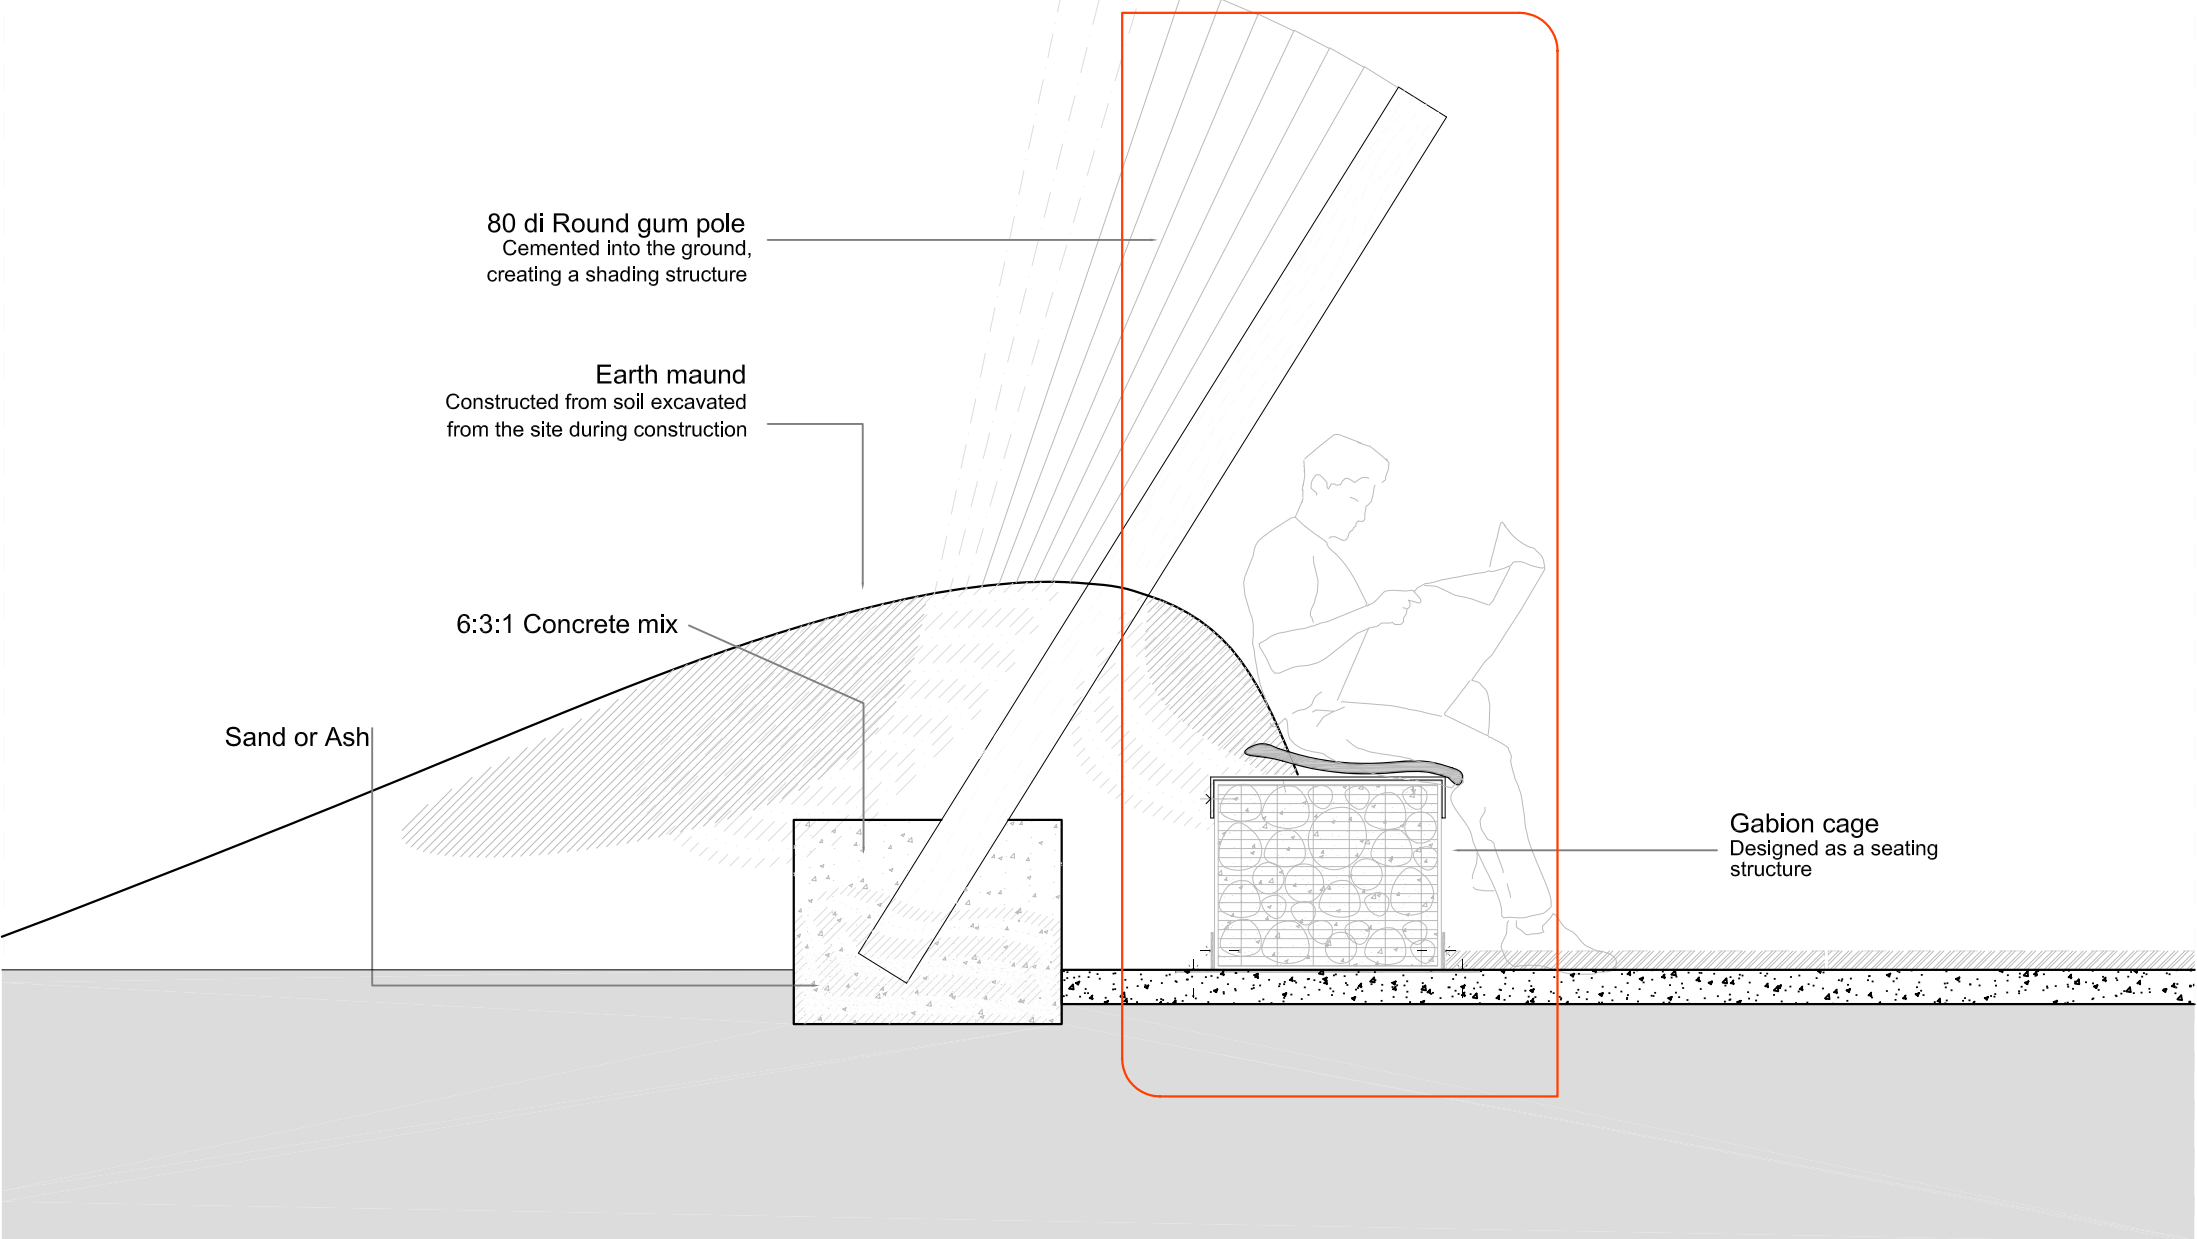 80 di Round gum pole
Cemented into the ground,
creating a shading structure
Earth maund
Constructed from soil excavated
from the site during construction
6:3:1 Concrete mix
Sand or Ash
Gabion cage
Designed as a seating
structure